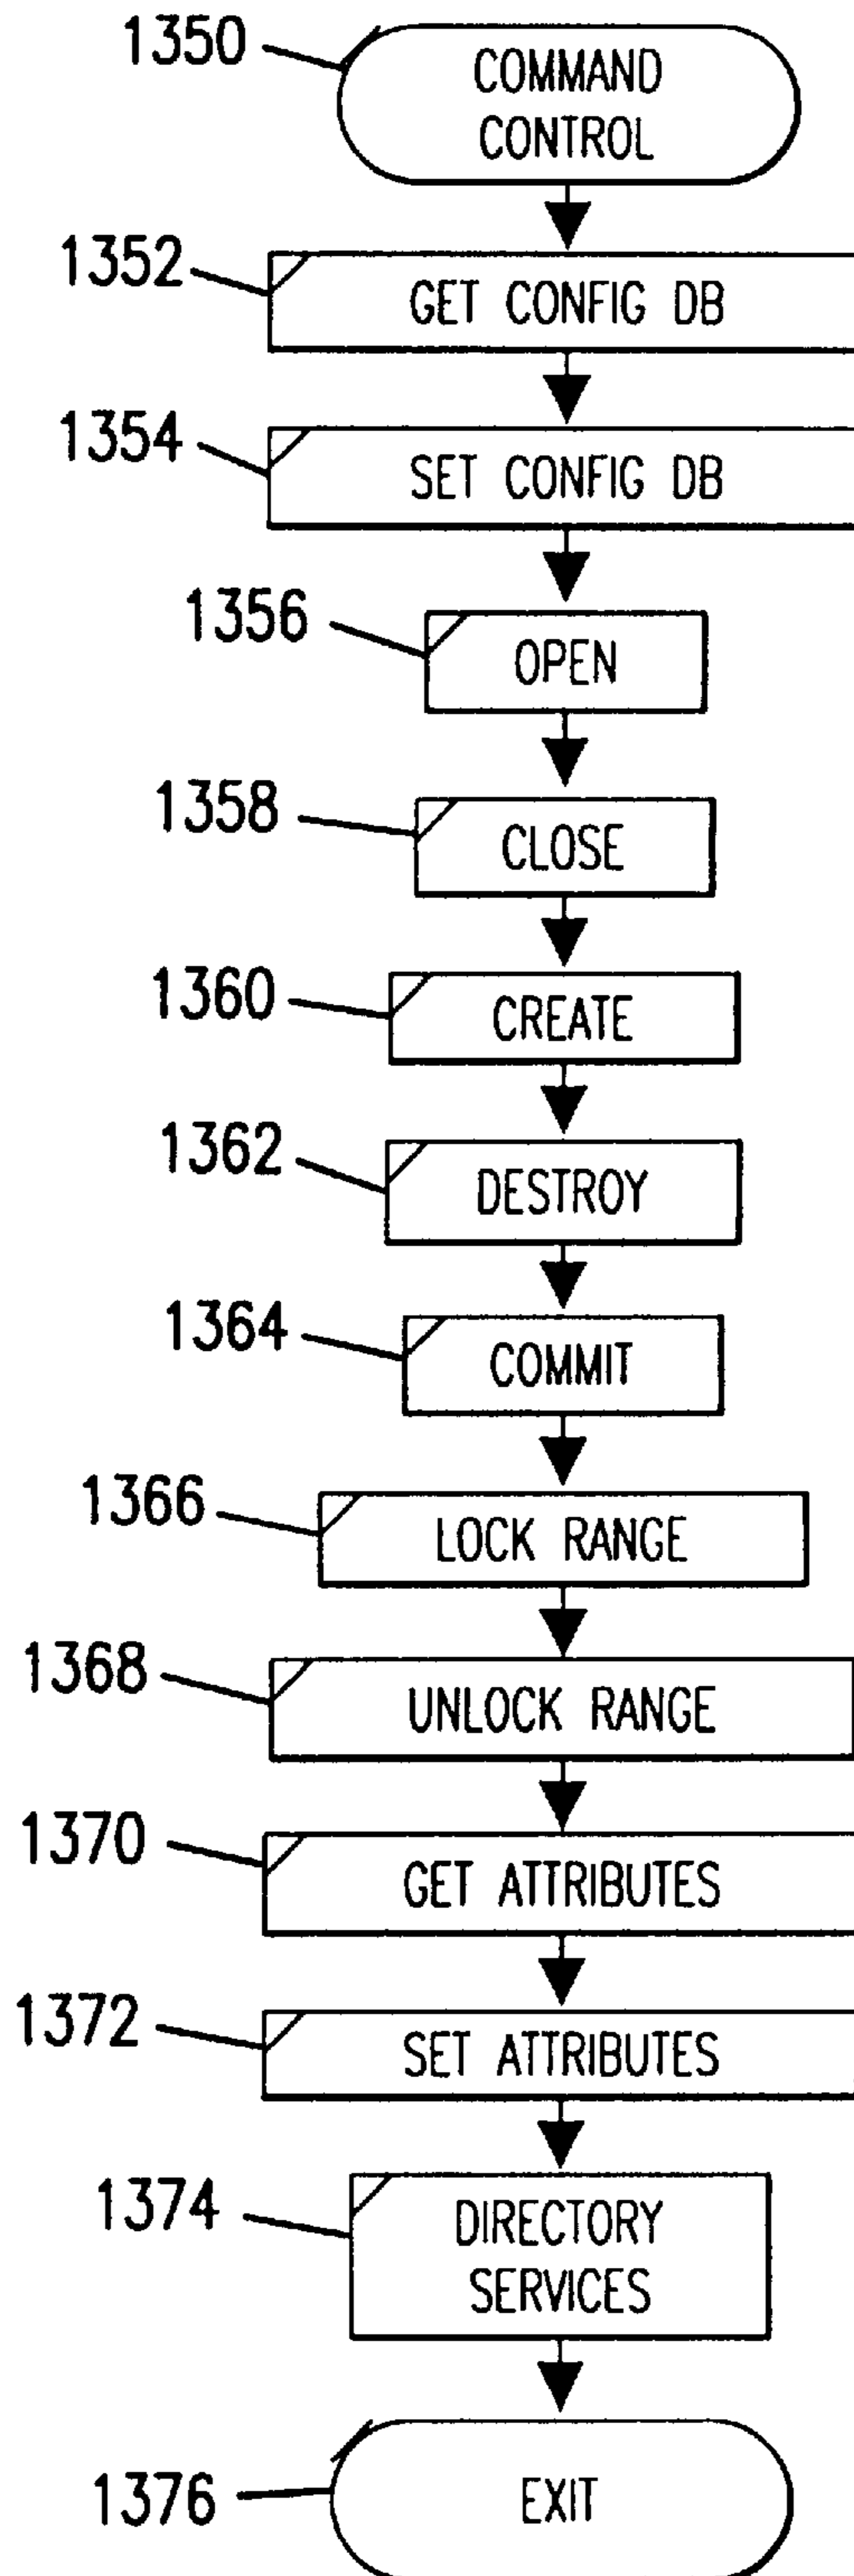 1350
COMMAND
CONTROL
1352
GET CONFIG DB
1354
SET CONFIG DB
1356
OPEN
1358
CLOSE
1360
CREATE
1362
DESTROY
1364
COMMIT
1366
LOCK RANGE
1368
UNLOCK RANGE
1370
GET ATTRIBUTES
1372
SET ATTRIBUTES
1374
DIRECTORY
SERVICES
1376
EXIT